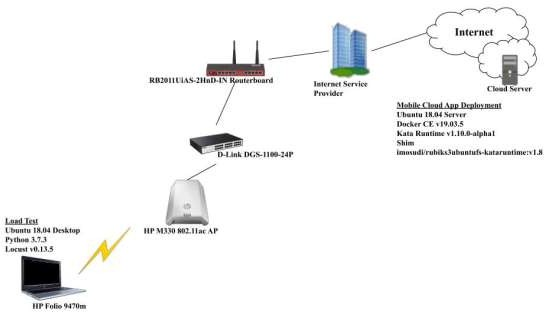 Internet
RB2011UiAS-2HnD-IN Routerboard
Internet Service
Provider
Cloud Server
Mobile Cloud App Deployment
Ubuntu 18.04 Server
Docker CE v19.03.5
Kata Runtime v1.10.0-alpha1
Shim
imosudi/rubiks3ubuntufs-kataruntime:v1.8
D-Link DGS-1100-24P
HP M330 802.11ac AP
Load Test
Ubuntu 18.04 Desktop
Python 3.7.3
Locust v0.13.5
HP Folio 9470m